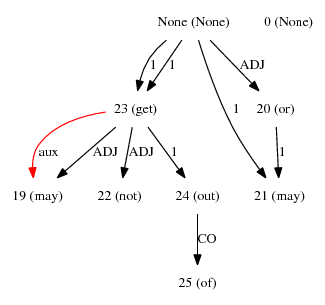 None (None) 0 (None)
1 1 ADJ
23 (get) 1 20 (or)
aux ADJ ADJ 1 1
19 (may) 22 (not) 24 (out) 21 (may)
CO
25 (of)